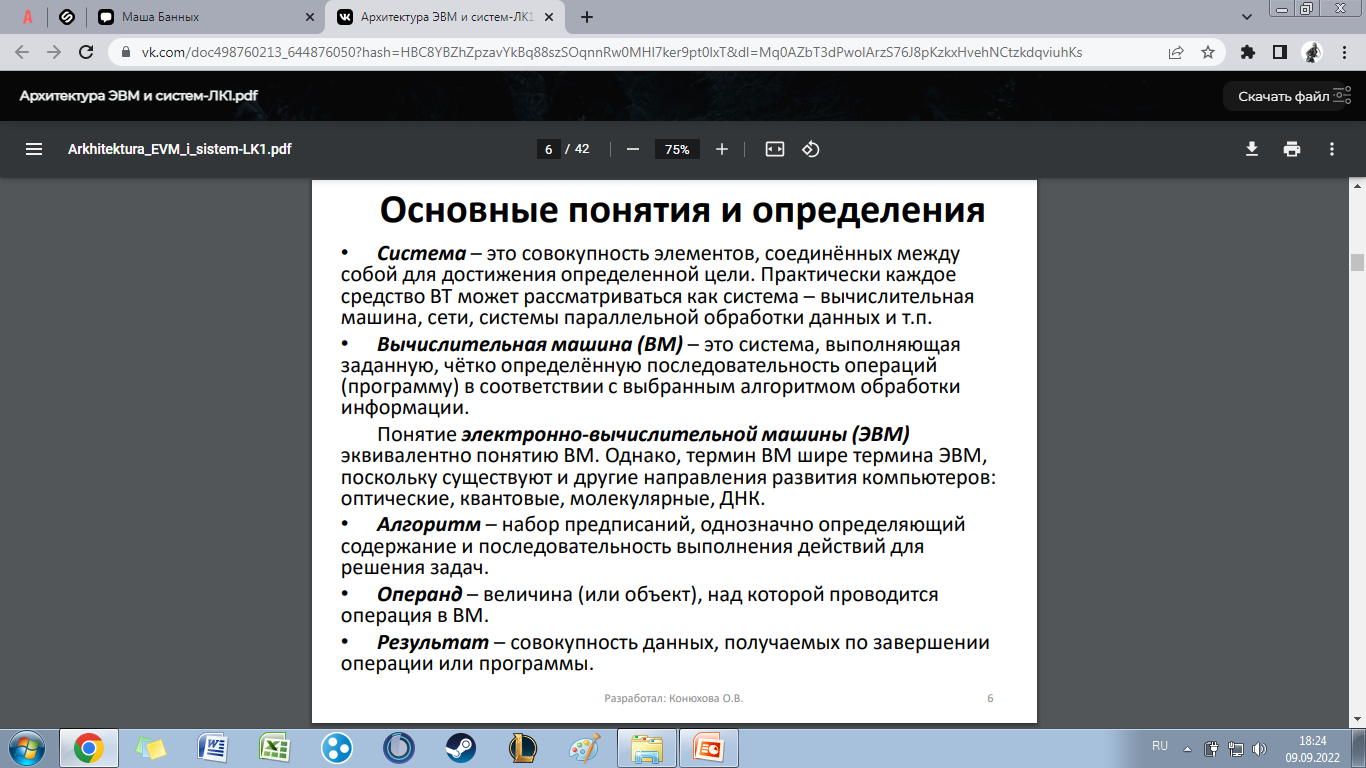 Маша Банных
Архитектура ЭВМ и систем-ЛК1
vk.com/doc498760213_644876050?hash=HBC8YBZhZpzavYkBq88szSOqnnRw0MHI7ker9pt0IxT&dl=Mq0AZbT3dPwoIArzS76J8pKzkxHvehNCtzkdqviuhKs
Архитектура ЭВМ и систем-ЛК1.pdf
Скачать файл
Arkhitektura_EVM_i_sistem-LK1.pdf
6 / 42
75%
Основные понятия и определения
• Система – это совокупность элементов, соединённых между
собой для достижения определенной цели. Практически каждое
средство ВТ может рассматриваться как система – вычислительная
машина, сети, системы параллельной обработки данных и т.п.
• Вычислительная машина (ВМ) – это система, выполняющая
заданную, чётко определённую последовательность операций
(программу) в соответствии с выбранным алгоритмом обработки
информации.
Понятие электронно-вычислительной машины (ЭВМ)
эквивалентно понятию ВМ. Однако, термин ВМ шире термина ЭВМ,
поскольку существуют и другие направления развития компьютеров:
оптические, квантовые, молекулярные, ДНК.
• Алгоритм – набор предписаний, однозначно определяющий
содержание и последовательность выполнения действий для
решения задач.
• Операнд – величина (или объект), над которой проводится
операция в ВМ.
• Результат – совокупность данных, получаемых по завершении
операции или программы.
Разработал: Конюхова О.В.
6
RU
18:24
09.09.2022